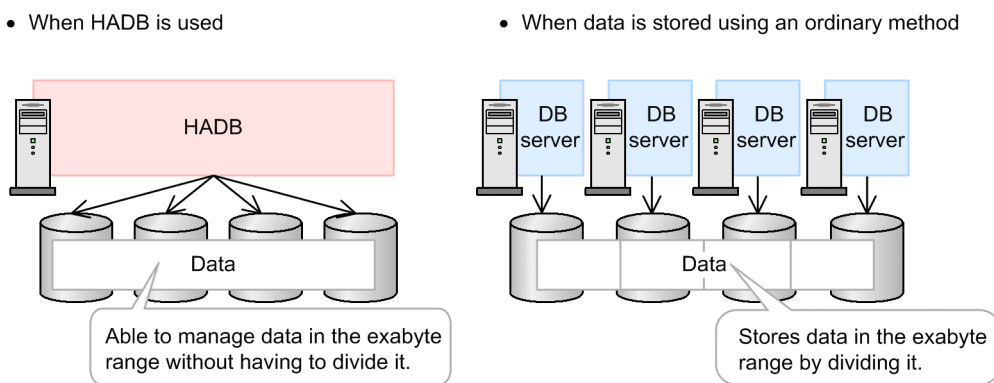 • When HADB is used
HADB
Data
Able to manage data in the exabyte
range without having to divide it.
• When data is stored using an ordinary method
DB
server
DB
server
DB
server
DB
server
Data
Stores data in the exabyte
range by dividing it.